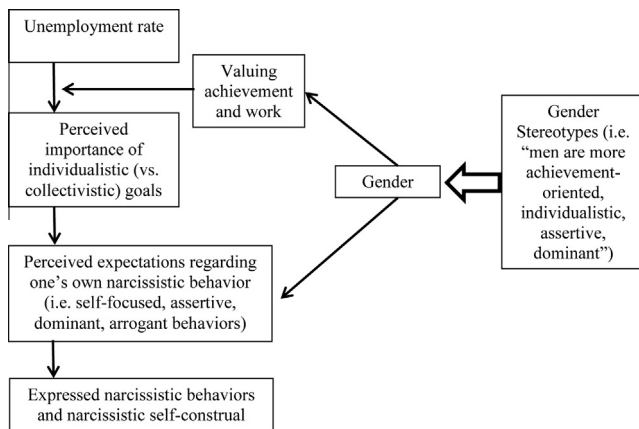 Unemployment rate
Valuing
achievement
and work
Perceived
importance of
individualistic (vs.
collectivistic) goals
Gender
Gender
Stereotypes (i.e.
“men are more
achievement-
oriented,
individualistic,
assertive,
dominant”)
Perceived expectations regarding
one’s own narcissistic behavior
(i.e. self-focused, assertive,
dominant, arrogant behaviors)
Expressed narcissistic behaviors
and narcissistic self-construal